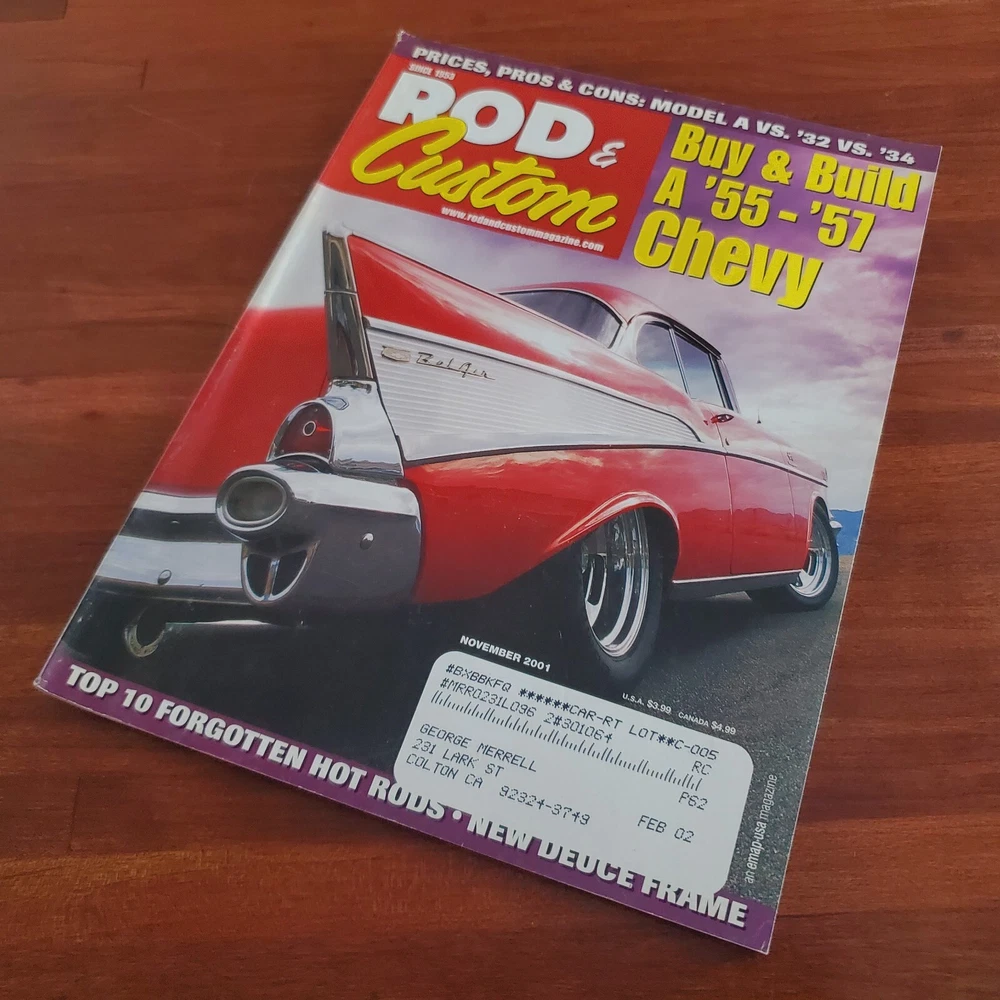 PRICES, PROS & CONS: MODEL A VS. '32 VS. '34
SINCE 1953
ROD &
Custom
www.rodandcustommagazine.com
Buy & Build
A '55 - '57
Chevy
Bel Air
NOVEMBER 2001
U.S.A. $3.99 CANADA $4.99
#BXBBKFQ ******CAR-RT LOT**C-005
#MRR0231L096 2#301064 RC
P62
GEORGE MERRELL
231 LARK ST
COLTON CA 92324-3749 FEB 02
an emap-usa magazine
TOP 10 FORGOTTEN HOT RODS • NEW DEUCE FRAME